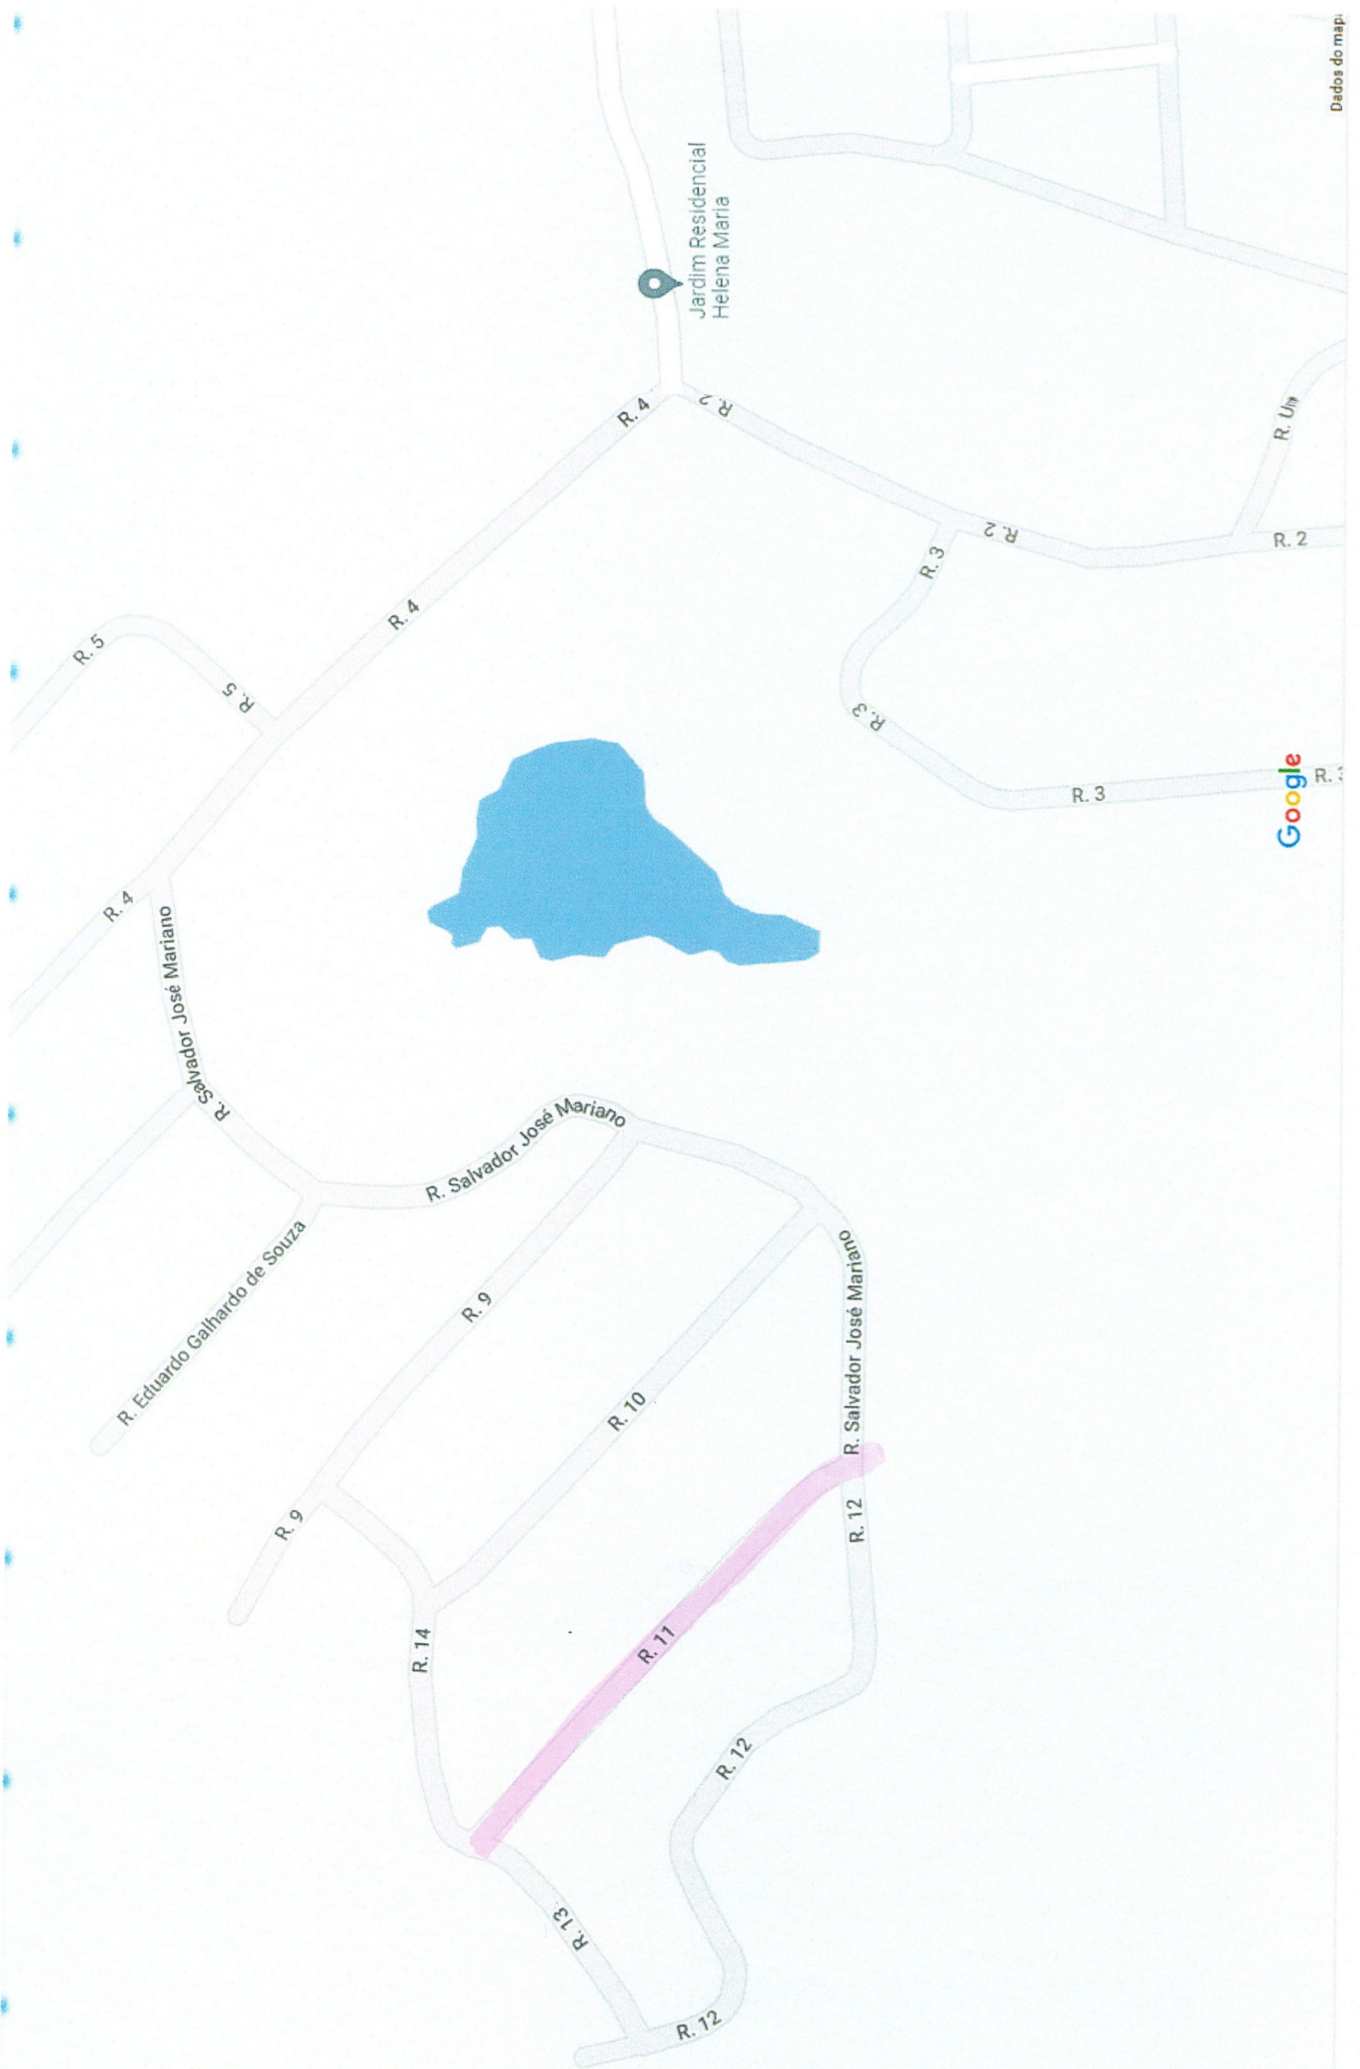 Dados do mapa
Jardim Residencial
Helena Maria
R. 4
R. 2
R. Um
R. 2
R. 3
R. 2
R. 4
R. 5
R. 5
R. 3
R. 3
R. 3
Google
R. 4
R. Salvador José Mariano
R. Salvador José Mariano
R. Eduardo Galhardo de Souza
R. 9
R. Salvador José Mariano
R. 10
R. 9
R. 12
R. 14
R. 11
R. 12
R. 13
R. 12